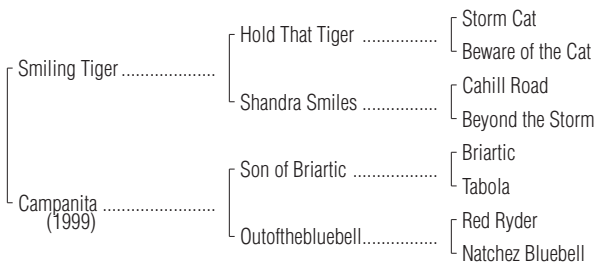 Storm Cat
Hold That Tiger ................
Beware of the Cat
Smiling Tiger....................
Cahill Road
Shandra Smiles ................
Beyond the Storm
Briartic
Son of Briartic ..................
Tabola
Campanita ........................
(1999)
Red Ryder
Outofthebluebell................
Natchez Bluebell